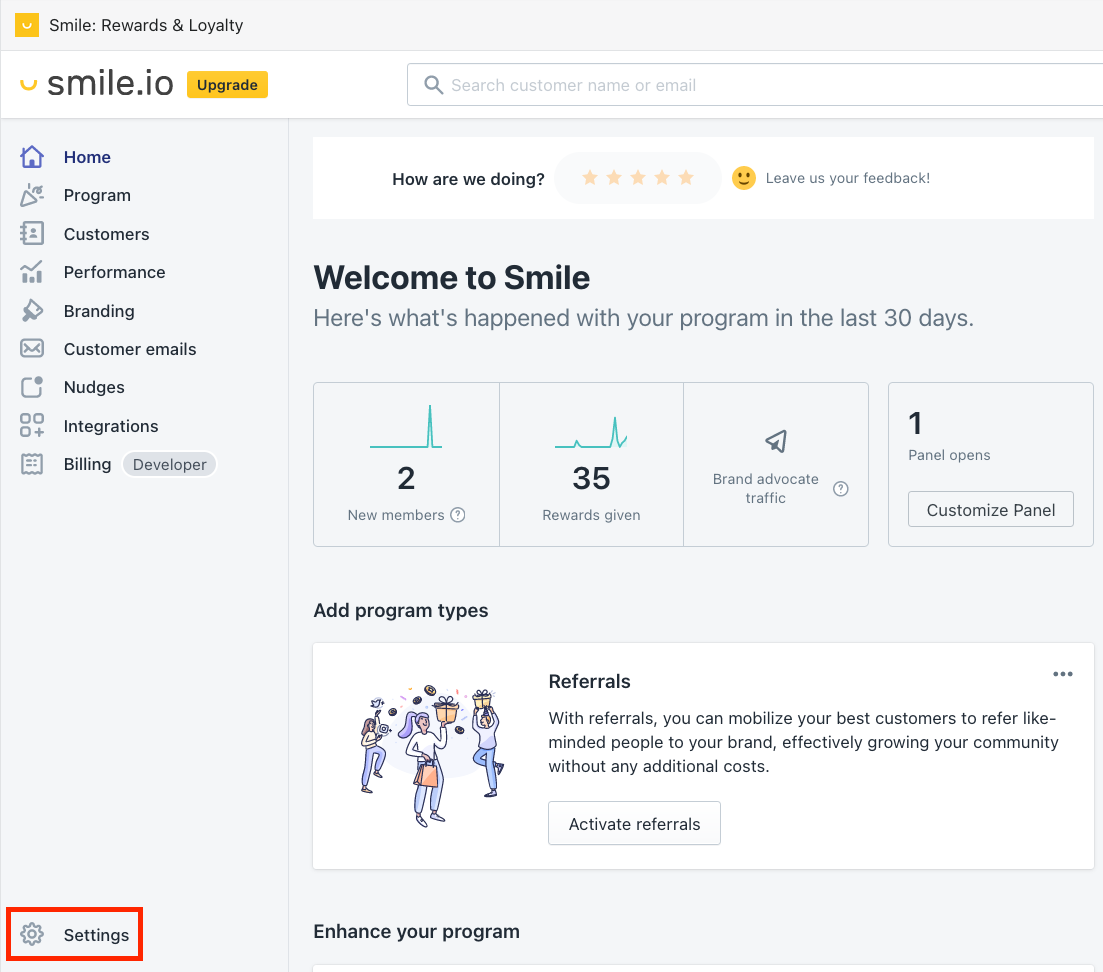 Smile: Rewards & Loyalty
smile.io
Upgrade
Search customer name or email
Home
Program
Customers
Performance
Branding
Customer emails
Nudges
Integrations
Billing
Developer
Settings
How are we doing?
Leave us your feedback!
Welcome to Smile
Here's what's happened with your program in the last 30 days.
2
New members ?
35
Rewards given
Brand advocate
traffic
?
1
Panel opens
Customize Panel
Add program types
Referrals
With referrals, you can mobilize your best customers to refer like-
minded people to your brand, effectively growing your community
without any additional costs.
Activate referrals
Enhance your program